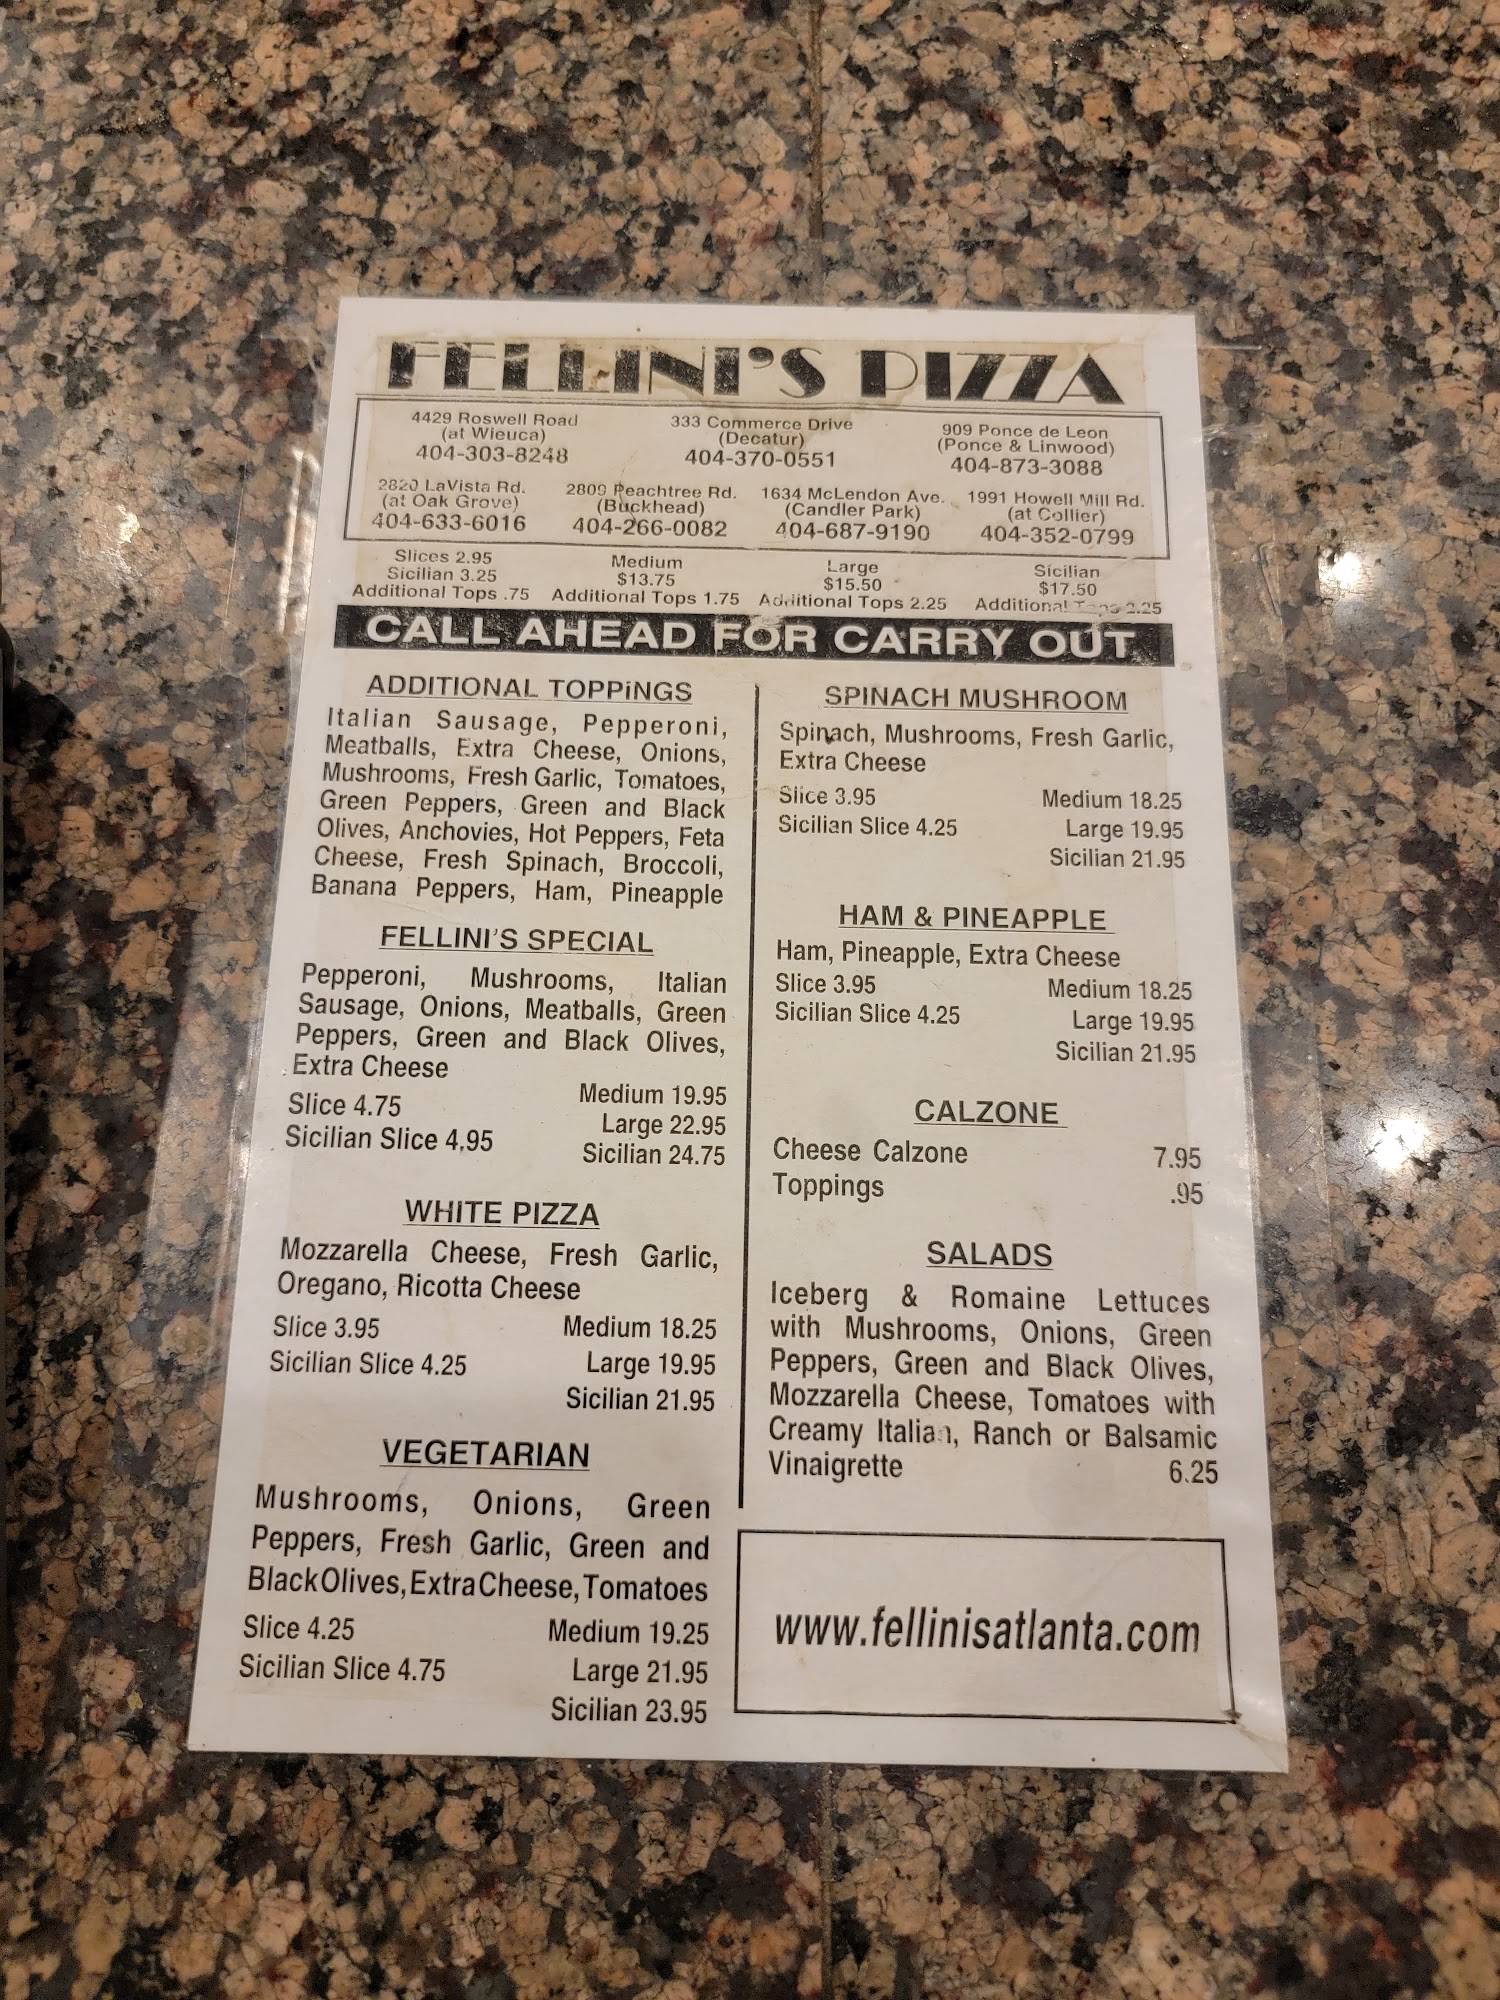 FELLINI'S PIZZA
4429 Roswell Road
(at Wieuca)
404-303-8248
333 Commerce Drive
(Decatur)
404-370-0551
909 Ponce de Leon
(Ponce & Linwood)
404-873-3088
2820 LaVista Rd.
(at Oak Grove)
404-633-6016
2809 Peachtree Rd.
(Buckhead)
404-266-0082
1634 McLendon Ave.
(Candler Park)
404-687-9190
1991 Howell Mill Rd.
(at Collier)
404-352-0799
Slices 2.95
Sicilian 3.25
Additional Tops .75
Medium
$13.75
Additional Tops 1.75
Large
$15.50
Additional Tops 2.25
Sicilian
$17.50
Additional Tops 2.25
CALL AHEAD FOR CARRY OUT
ADDITIONAL TOPPiNGS
Italian Sausage, Pepperoni,
Meatballs, Extra Cheese, Onions,
Mushrooms, Fresh Garlic, Tomatoes,
Green Peppers, Green and Black
Olives, Anchovies, Hot Peppers, Feta
Cheese, Fresh Spinach, Broccoli,
Banana Peppers, Ham, Pineapple
FELLINI'S SPECIAL
Pepperoni, Mushrooms, Italian
Sausage, Onions, Meatballs, Green
Peppers, Green and Black Olives,
Extra Cheese
Slice 4.75
Sicilian Slice 4.95
Medium 19.95
Large 22.95
Sicilian 24.75
WHITE PIZZA
Mozzarella Cheese, Fresh Garlic,
Oregano, Ricotta Cheese
Slice 3.95
Sicilian Slice 4.25
Medium 18.25
Large 19.95
Sicilian 21.95
VEGETARIAN
Mushrooms, Onions, Green
Peppers, Fresh Garlic, Green and
Black Olives, Extra Cheese, Tomatoes
Slice 4.25
Sicilian Slice 4.75
Medium 19.25
Large 21.95
Sicilian 23.95
SPINACH MUSHROOM
Spinach, Mushrooms, Fresh Garlic,
Extra Cheese
Slice 3.95
Sicilian Slice 4.25
Medium 18.25
Large 19.95
Sicilian 21.95
HAM & PINEAPPLE
Ham, Pineapple, Extra Cheese
Slice 3.95
Sicilian Slice 4.25
Medium 18.25
Large 19.95
Sicilian 21.95
CALZONE
Cheese Calzone 7.95
Toppings .95
SALADS
Iceberg & Romaine Lettuces
with Mushrooms, Onions, Green
Peppers, Green and Black Olives,
Mozzarella Cheese, Tomatoes with
Creamy Italian, Ranch or Balsamic
Vinaigrette 6.25
www.fellinisatlanta.com